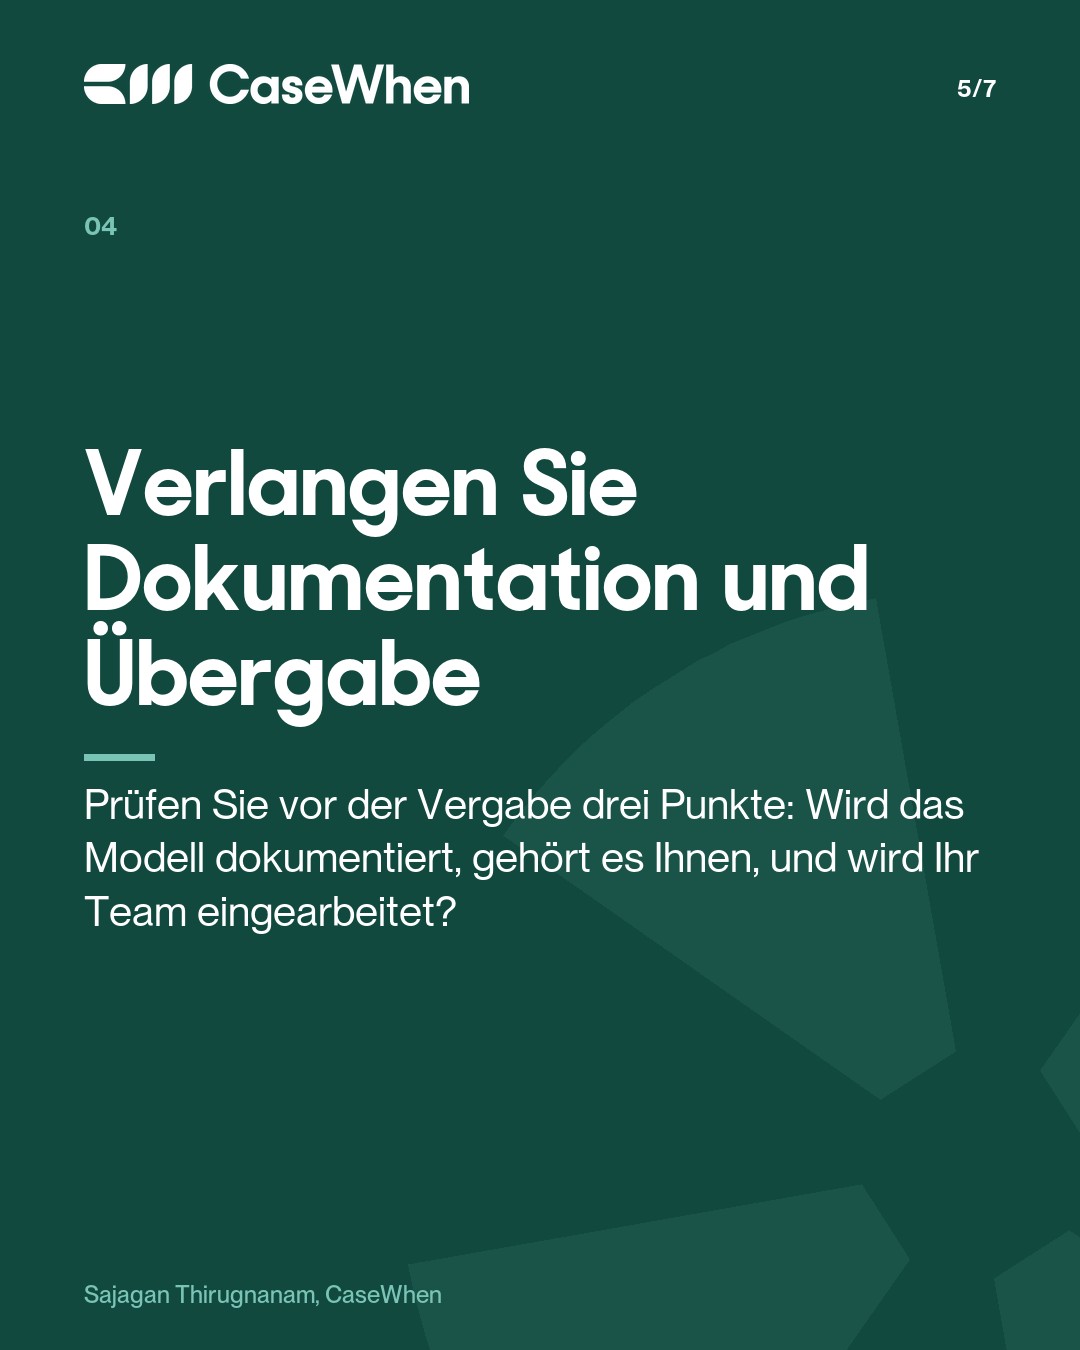 CaseWhen
5/7
04
Verlangen Sie
Dokumentation und
Übergabe
Prüfen Sie vor der Vergabe drei Punkte: Wird das
Modell dokumentiert, gehört es Ihnen, und wird Ihr
Team eingearbeitet?
Sajagan Thirugnanam, CaseWhen